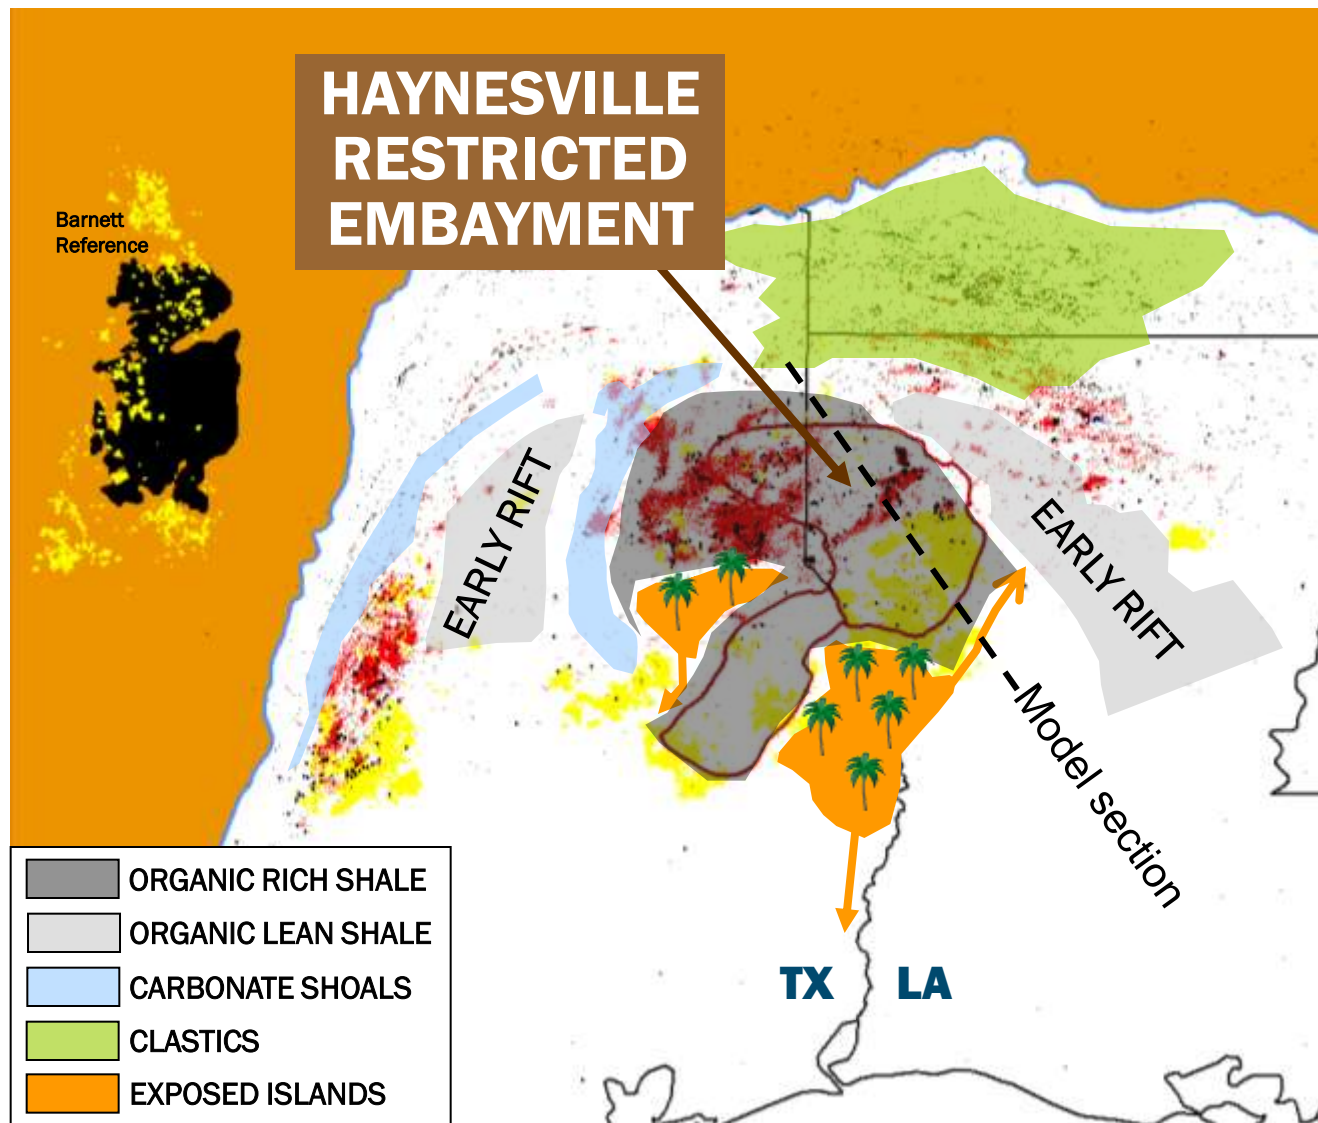 HAYNESVILLE
RESTRICTED
EMBAYMENT
Barnett
Reference
EARLY RIFT
EARLY RIFT
Model section
TX
LA
ORGANIC RICH SHALE
ORGANIC LEAN SHALE
CARBONATE SHOALS
CLASTICS
EXPOSED ISLANDS